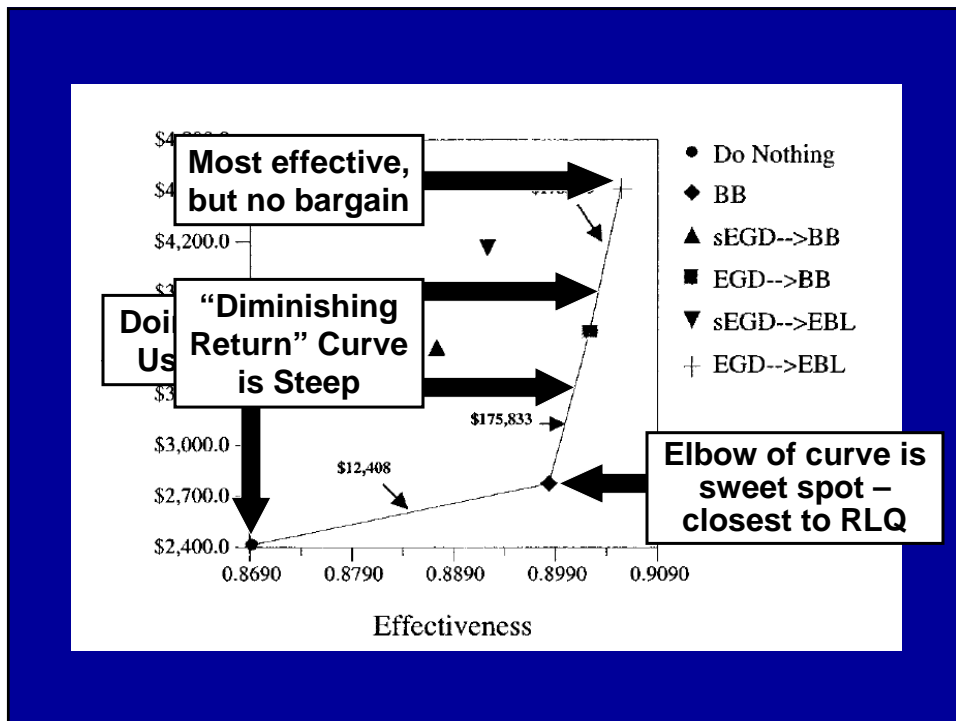 Most effective,
but no bargain
"Diminishing
Return" Curve
is Steep
Elbow of curve is
sweet spot –
closest to RLQ
$4,200.0
$3,000.0
$2,700.0
$2,400.0
$175,833
$12,408
0.8690 0.8790 0.8890 0.8990 0.9090
Effectiveness
Do Nothing
BB
sEGD-->BB
EGD-->BB
sEGD-->EBL
EGD-->EBL